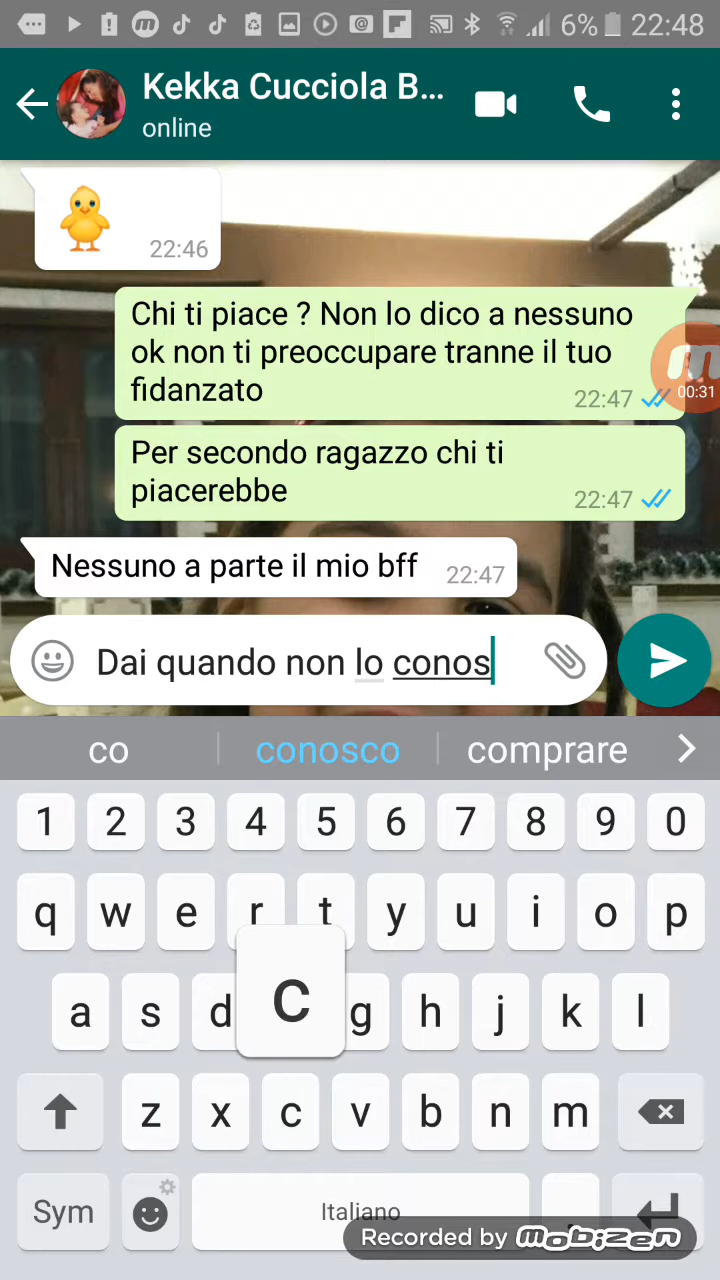 6% 22:48
Kekka Cucciola B...
online
22:46
Chi ti piace ? Non lo dico a nessuno
ok non ti preoccupare tranne il tuo
fidanzato
22:47
00:31
Per secondo ragazzo chi ti
piacerebbe
22:47
Nessuno a parte il mio bff 22:47
Dai quando non lo conos
co conosco comprare
1 2 3 4 5 6 7 8 9 0
q w e r t y u i o p
a s d c g h j k l
z x c v b n m
Sym Italiano .
Recorded by mobizen